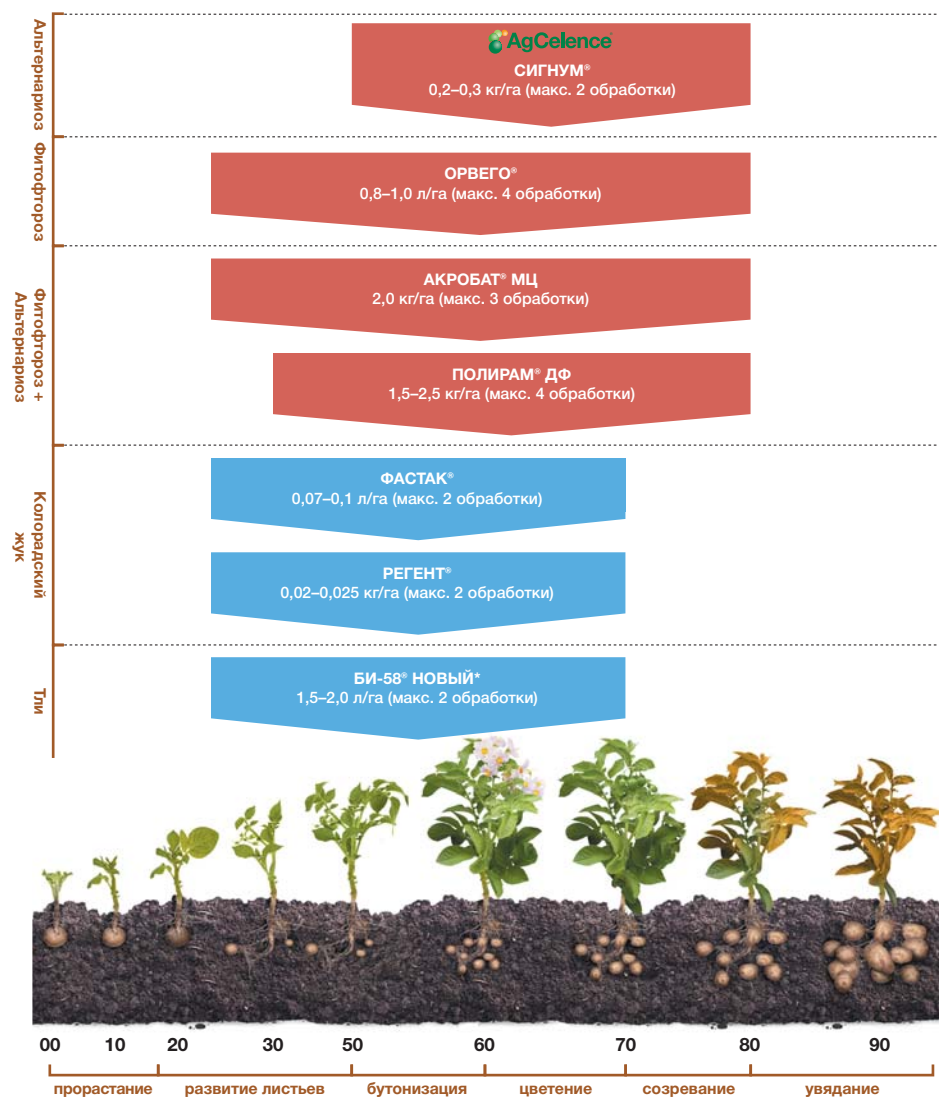 Альтернариоз
AgCelence®
СИГНУМ®
0,2–0,3 кг/га (макс. 2 обработки)
Фитофтороз
ОРВЕГО®
0,8–1,0 л/га (макс. 4 обработки)
Фитофтороз +
Альтернариоз
АКРОБАТ® МЦ
2,0 кг/га (макс. 3 обработки)
ПОЛИРАМ® ДФ
1,5–2,5 кг/га (макс. 4 обработки)
Колорадский
жук
ФАСТАК®
0,07–0,1 л/га (макс. 2 обработки)
РЕГЕНТ®
0,02–0,025 кг/га (макс. 2 обработки)
Тли
БИ-58® НОВЫЙ*
1,5–2,0 л/га (макс. 2 обработки)
00 10 20 30 50 60 70 80 90
прорастание развитие листьев бутонизация цветение созревание увядание